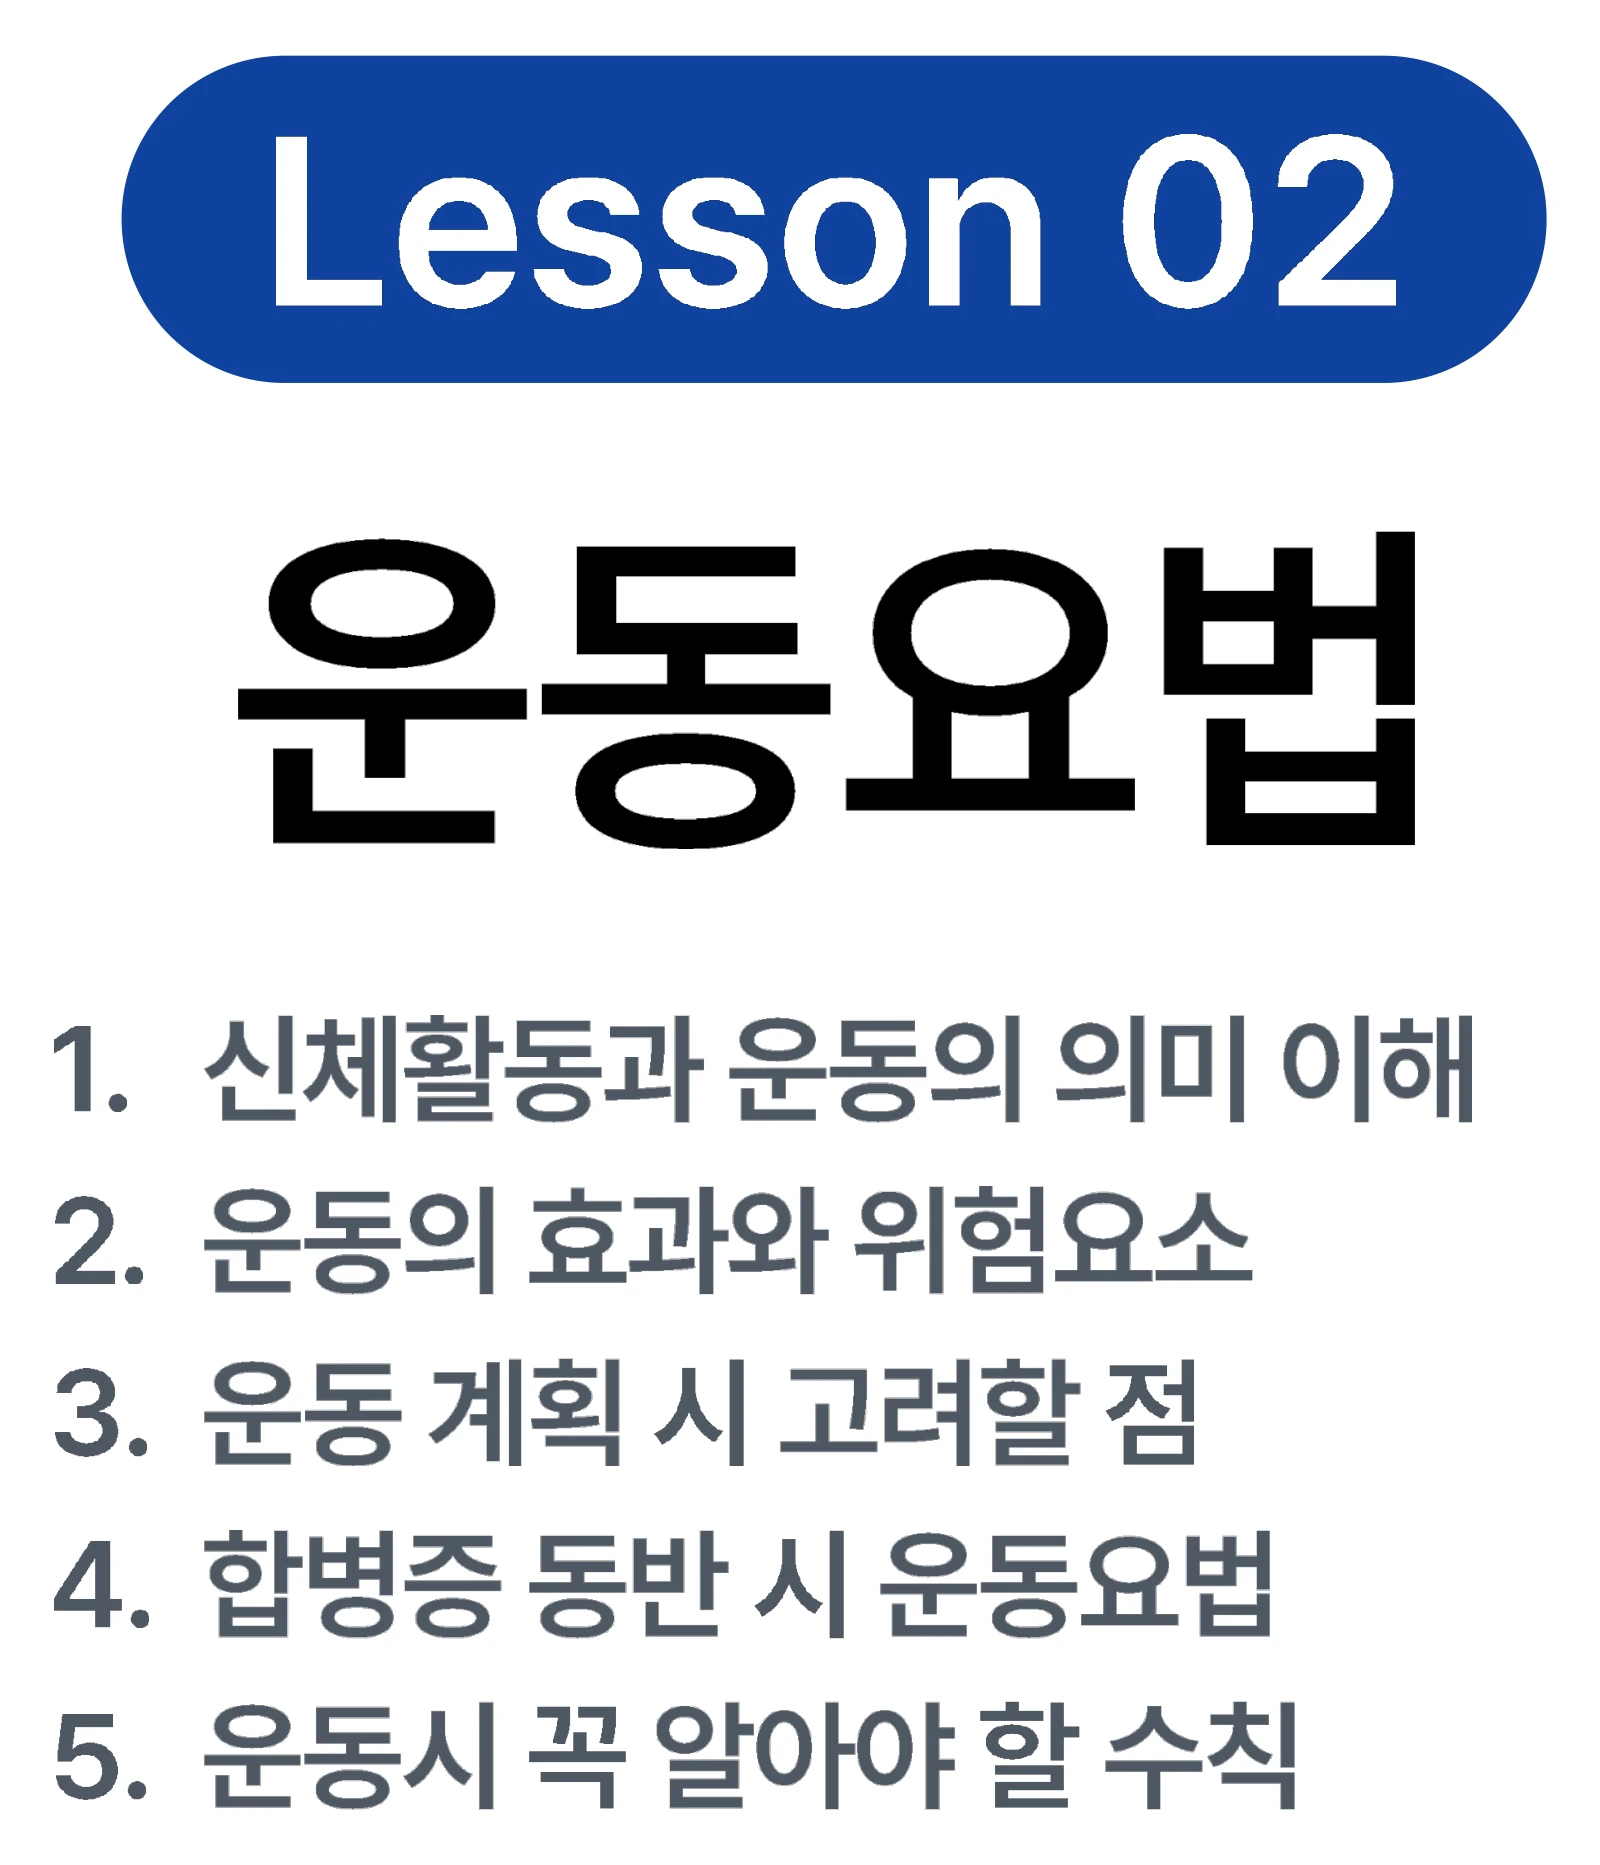 Lesson 02
운동요법
1. 신체활동과 운동의 의미 이해
2. 운동의 효과와 위험요소
3. 운동 계획 시 고려할 점
4. 합병증 동반 시 운동요법
5. 운동시 꼭 알아야 할 수칙